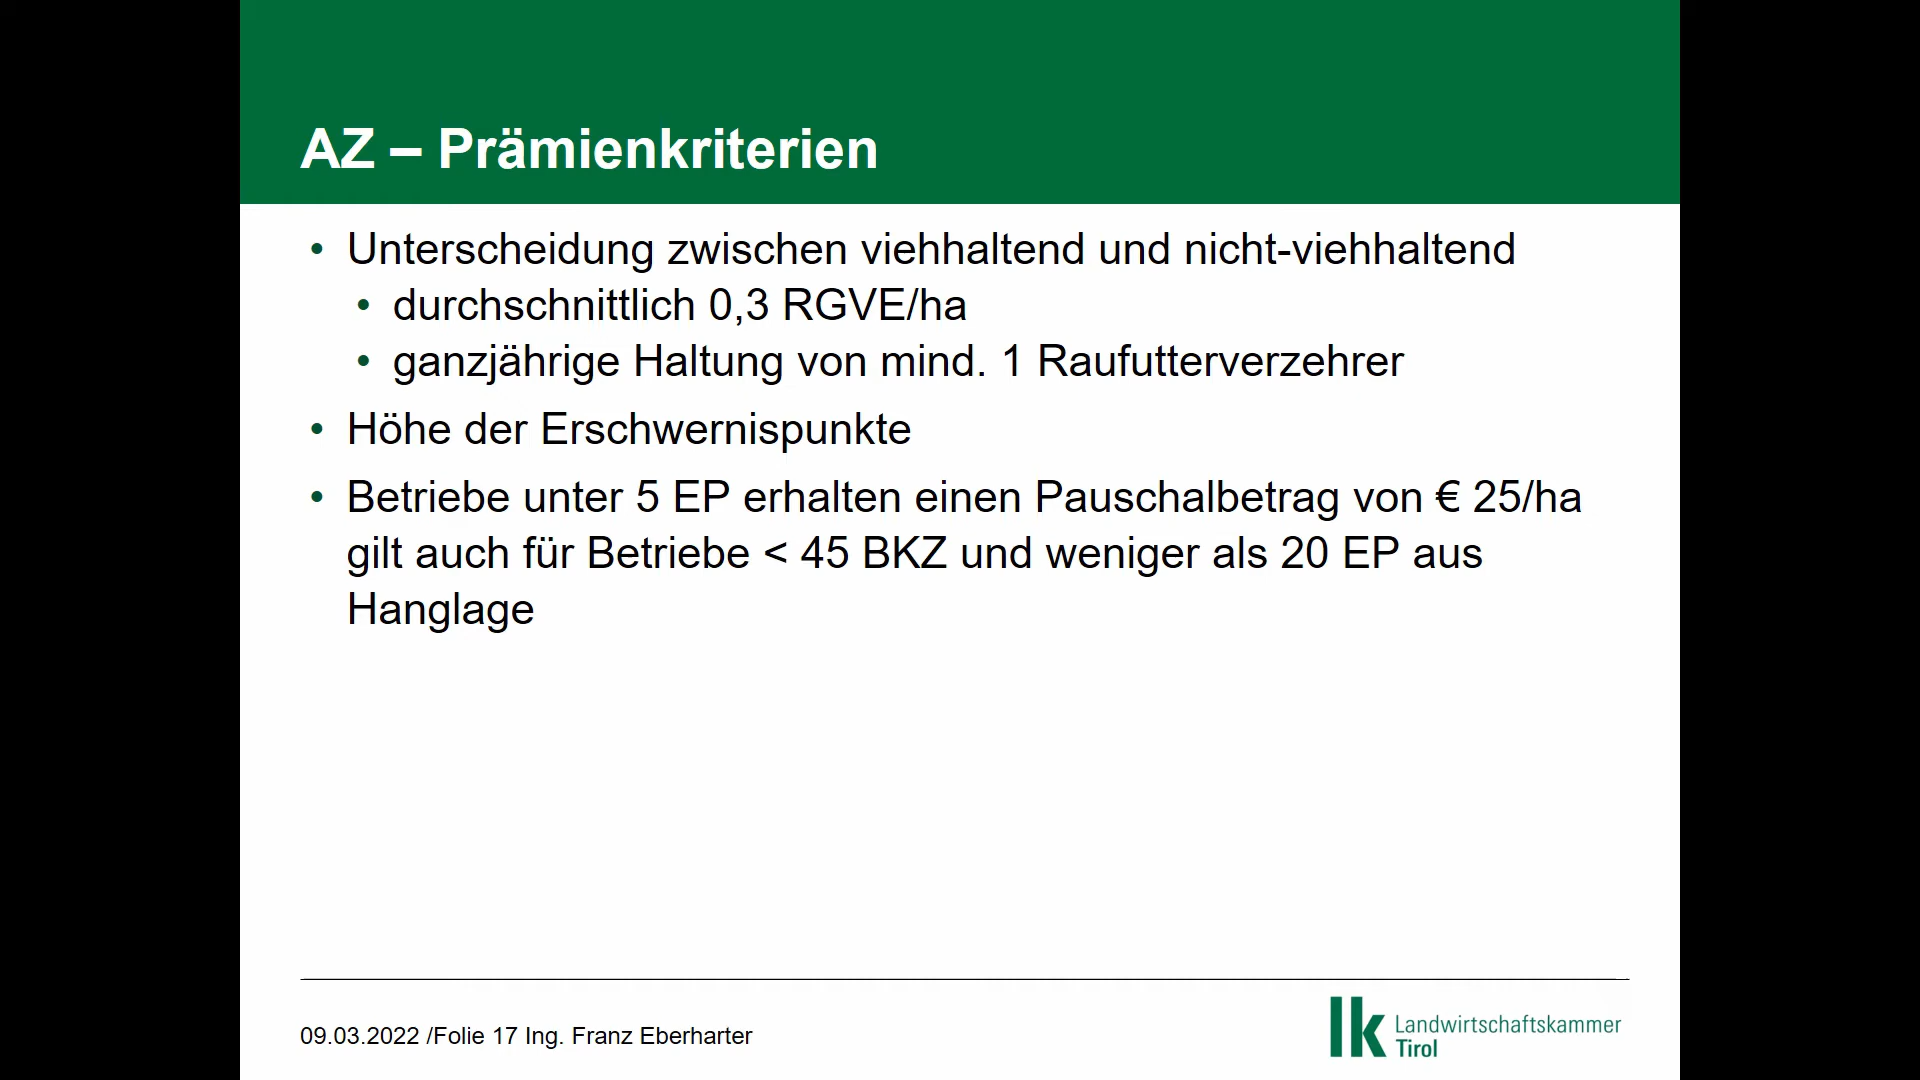 AZ – Prämienkriterien
• Unterscheidung zwischen viehhaltend und nicht-viehhaltend
• durchschnittlich 0,3 RGVE/ha
• ganzjährige Haltung von mind. 1 Raufutterverzehrer
• Höhe der Erschwernispunkte
• Betriebe unter 5 EP erhalten einen Pauschalbetrag von € 25/ha
gilt auch für Betriebe < 45 BKZ und weniger als 20 EP aus
Hanglage
09.03.2022 /Folie 17 Ing. Franz Eberharter
lk Landwirtschaftskammer
Tirol